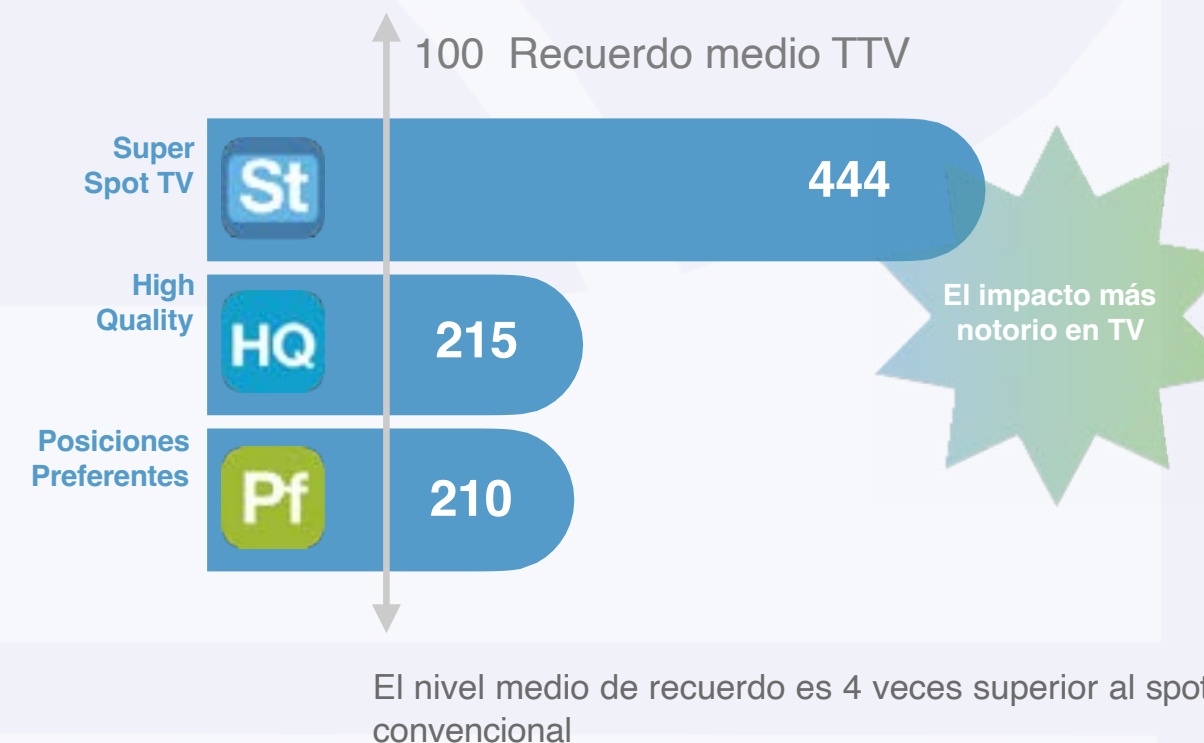 100 Recuerdo medio TTV
Super
Spot TV
St
444
High
Quality
HQ
215
El impacto más
notorio en TV
Posiciones
Preferentes
Pf
210
El nivel medio de recuerdo es 4 veces superior al spot
convencional